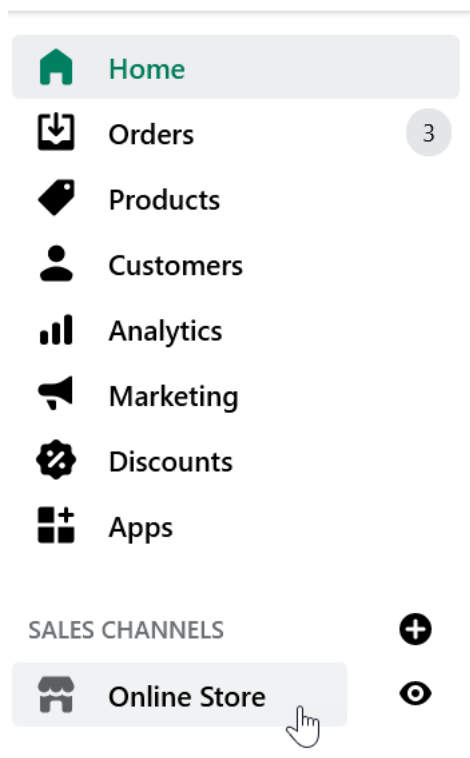 Home
Orders 3
Products
Customers
Analytics
Marketing
Discounts
Apps
SALES CHANNELS
Online Store